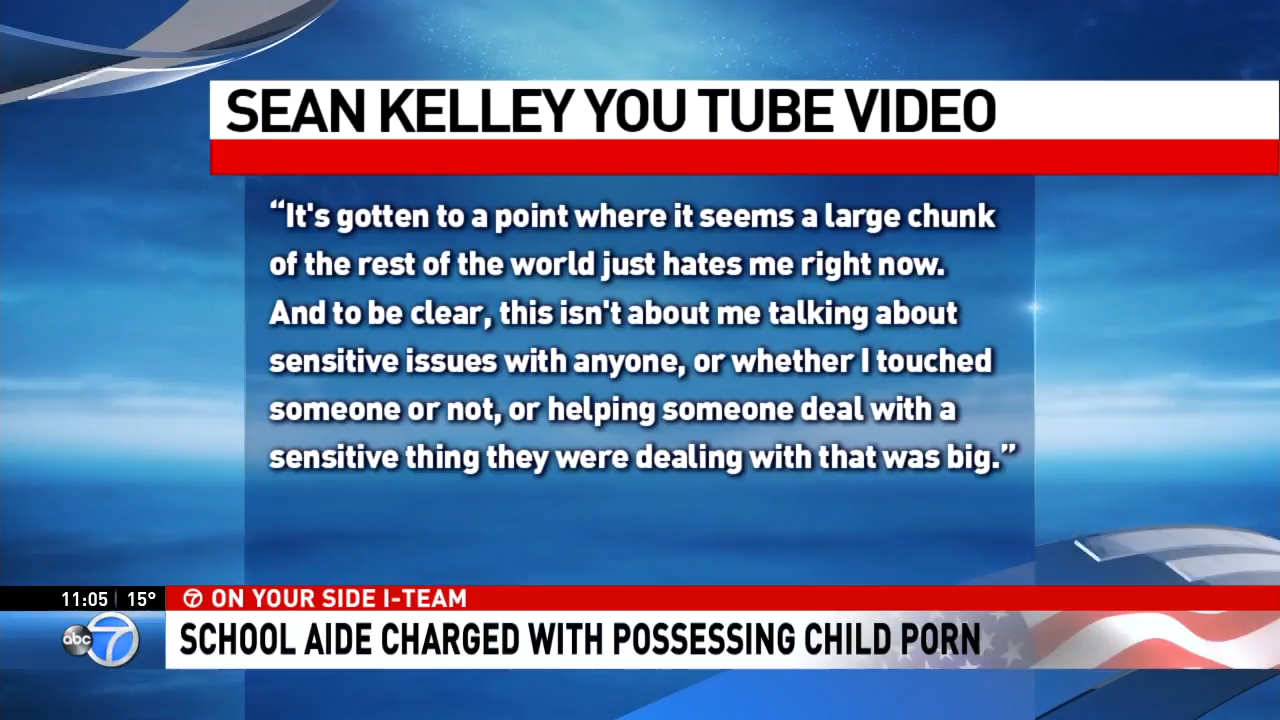 SEAN KELLEY YOU TUBE VIDEO
“It's gotten to a point where it seems a large chunk
of the rest of the world just hates me right now.
And to be clear, this isn't about me talking about
sensitive issues with anyone, or whether I touched
someone or not, or helping someone deal with a
sensitive thing they were dealing with that was big.”
11:05 15° 7 ON YOUR SIDE I-TEAM
abc 7 SCHOOL AIDE CHARGED WITH POSSESSING CHILD PORN